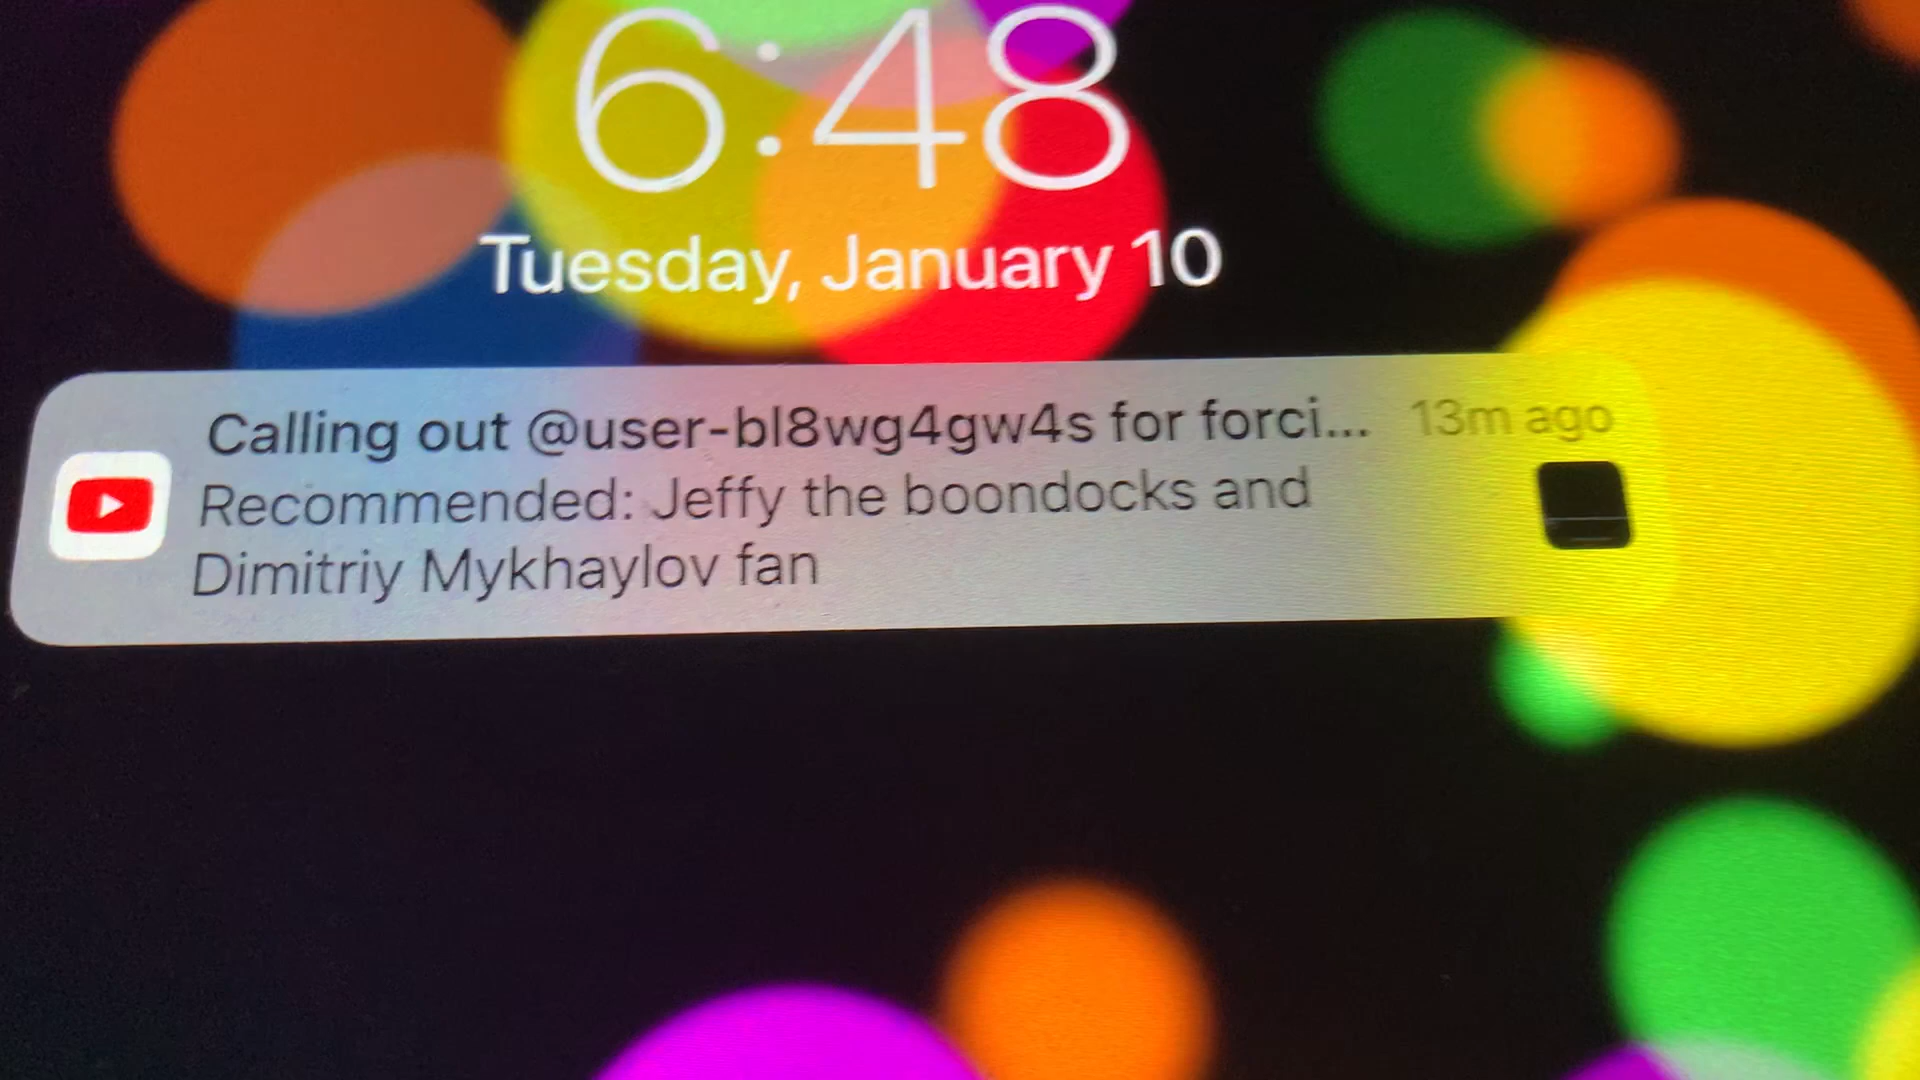 6:48
Tuesday, January 10
Calling out @user-bl8wg4gw4s for forci... 13m ago
Recommended: Jeffy the boondocks and
Dimitriy Mykhaylov fan